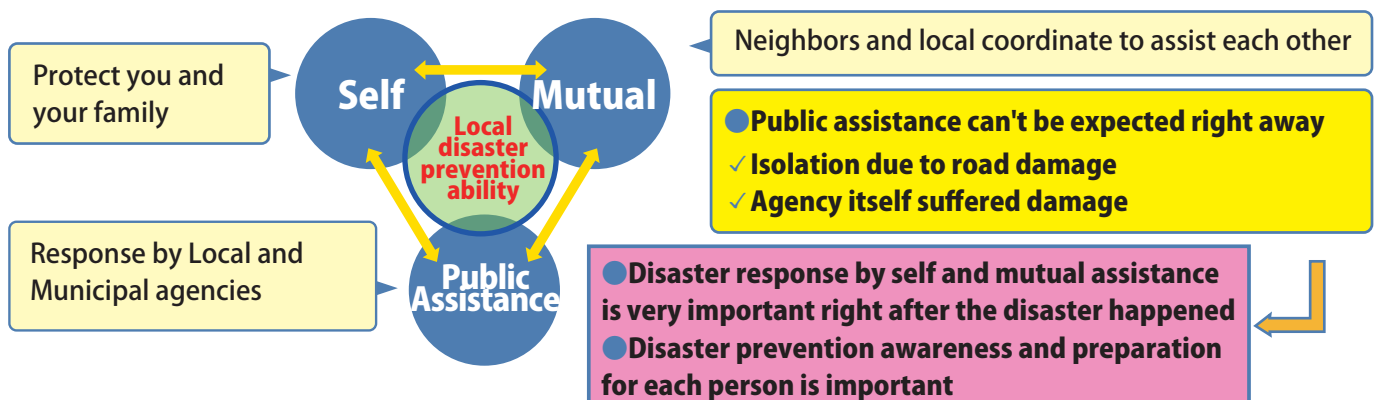 Protect you and
your family
Self
Mutual
Neighbors and local coordinate to assist each other
Local
disaster
prevention
ability
●Public assistance can't be expected right away
✓ Isolation due to road damage
✓ Agency itself suffered damage
Response by Local and
Municipal agencies
Public
Assistance
●Disaster response by self and mutual assistance
is very important right after the disaster happened
●Disaster prevention awareness and preparation
for each person is important